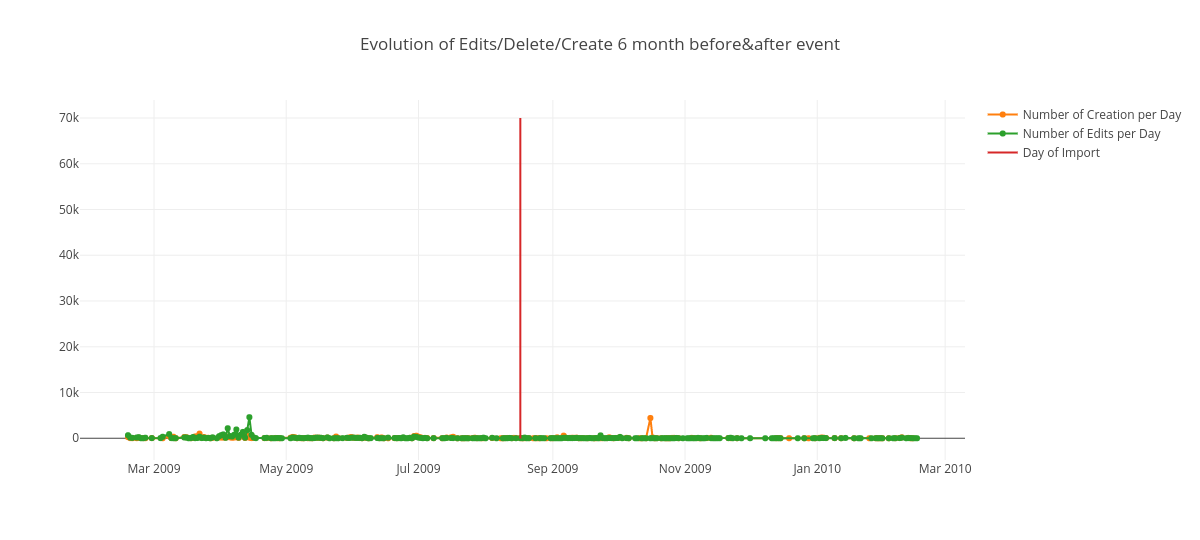 Evolution of Edits/Delete/Create 6 month before&after event
70k
60k
50k
40k
30k
20k
10k
0
Mar 2009
May 2009
Jul 2009
Sep 2009
Nov 2009
Jan 2010
Mar 2010
Number of Creation per Day
Number of Edits per Day
Day of Import